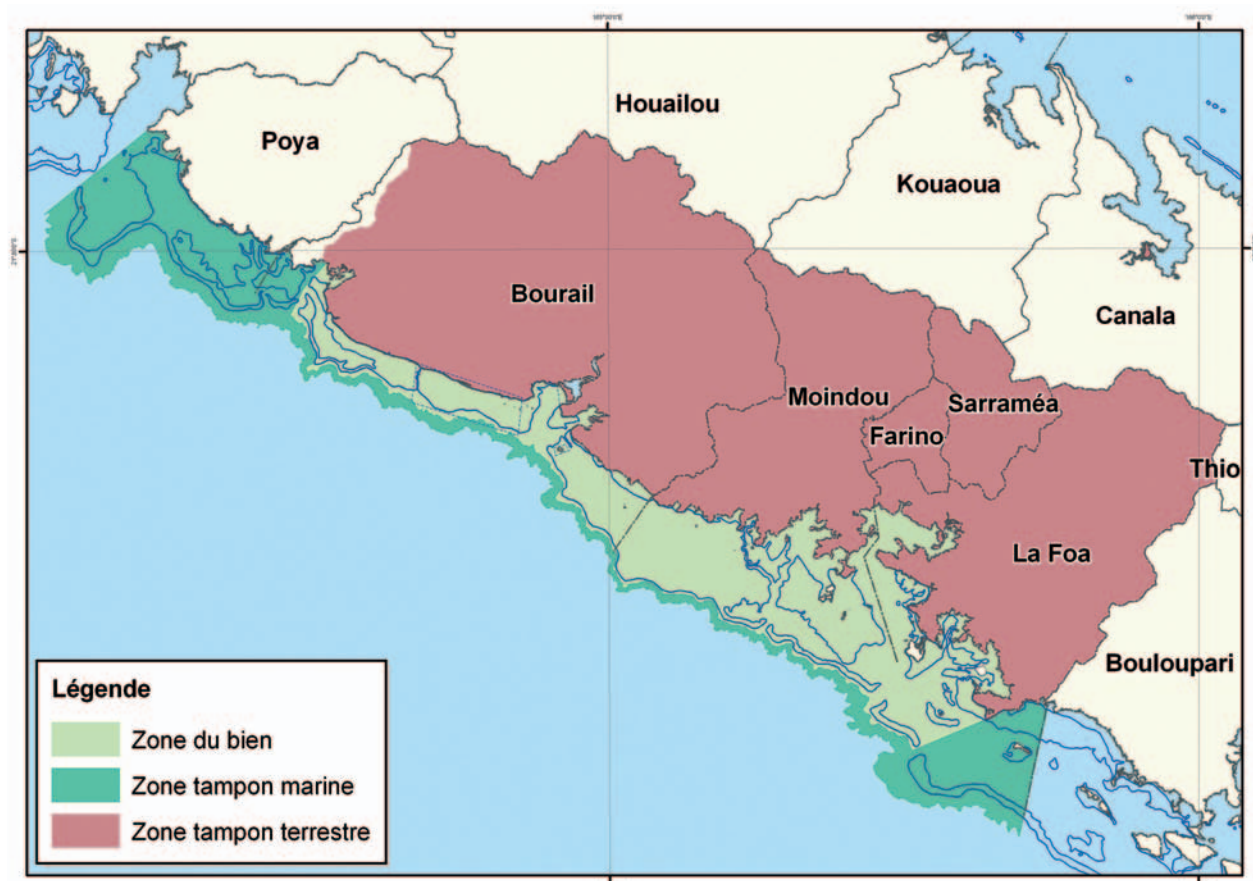 Houailou
Poya
Kouaoua
Bourail
Canala
Moindou
Sarraméa
Farino
Thio
La Foa
Bouloupari
Légende
Zone du bien
Zone tampon marine
Zone tampon terrestre